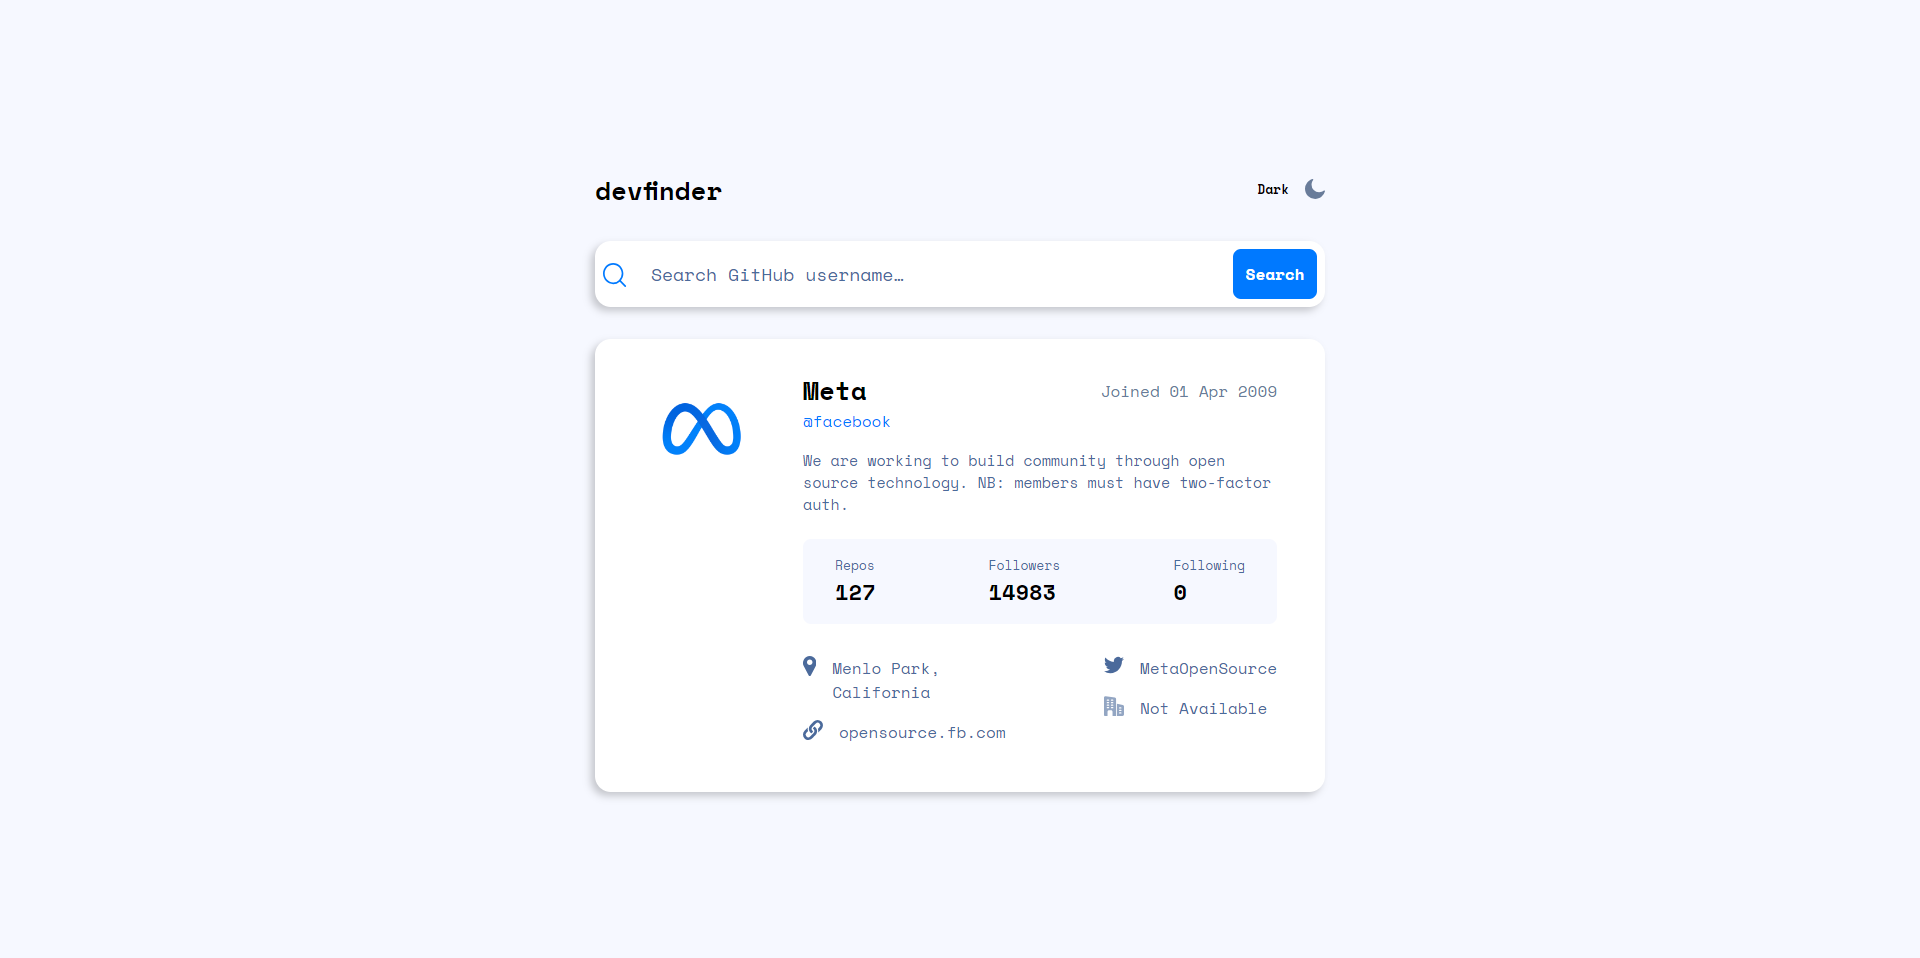 devfinder
Dark
Search GitHub username…
Search
Meta
Joined 01 Apr 2009
@facebook
We are working to build community through open
source technology. NB: members must have two-factor
auth.
Repos
Followers
Following
127
14983
0
Menlo Park,
California
opensource.fb.com
MetaOpenSource
Not Available